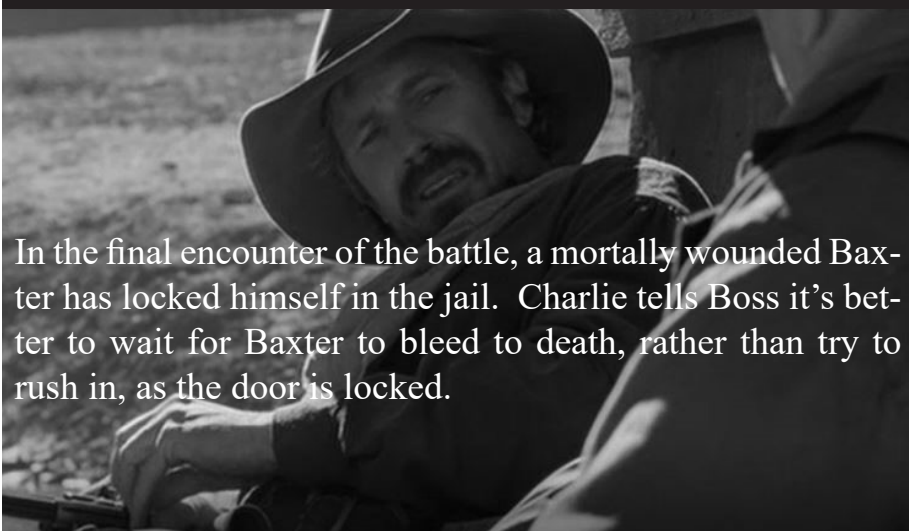 In the final encounter of the battle, a mortally wounded Bax-
ter has locked himself in the jail.  Charlie tells Boss it’s bet-
ter to wait for Baxter to bleed to death, rather than try to
rush in, as the door is locked.